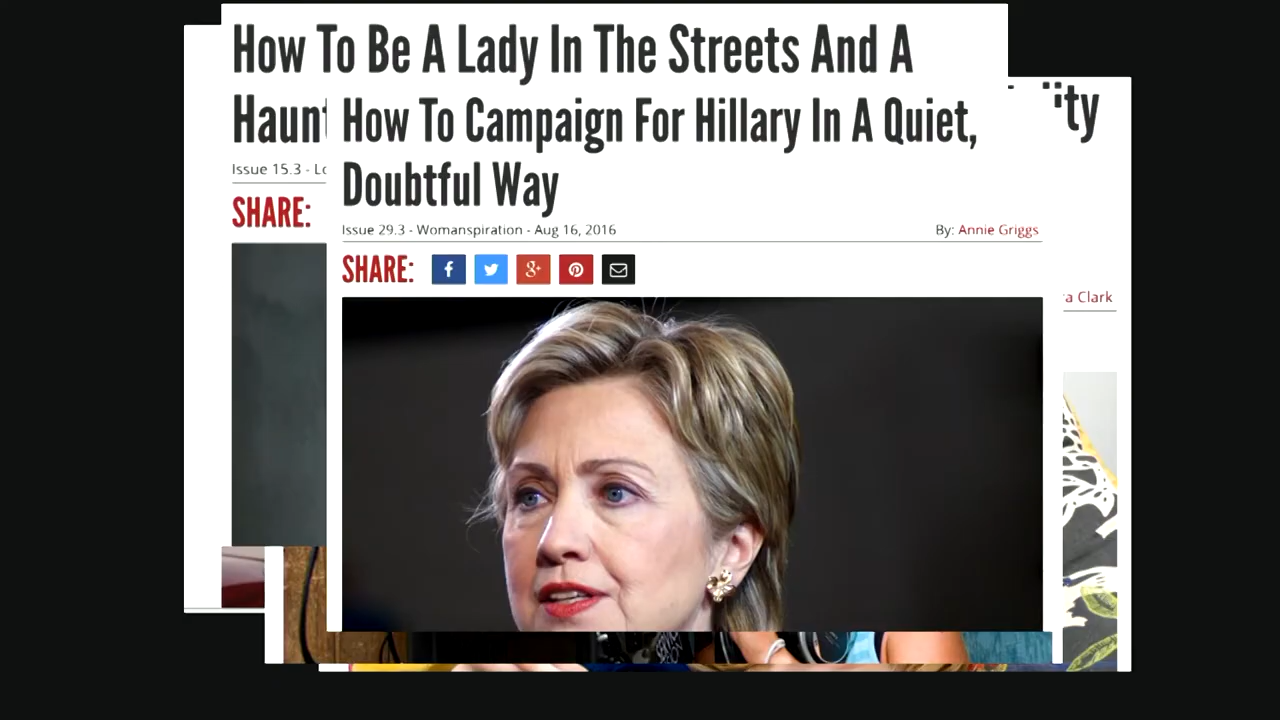 How To Be A Lady In The Streets And A
Haunt
How To Campaign For Hillary In A Quiet,
Doubtful Way
Issue 15.3 - Lo
SHARE:
Issue 29.3 - Womanspiration - Aug 16, 2016
By: Annie Griggs
SHARE:
ity
a Clark